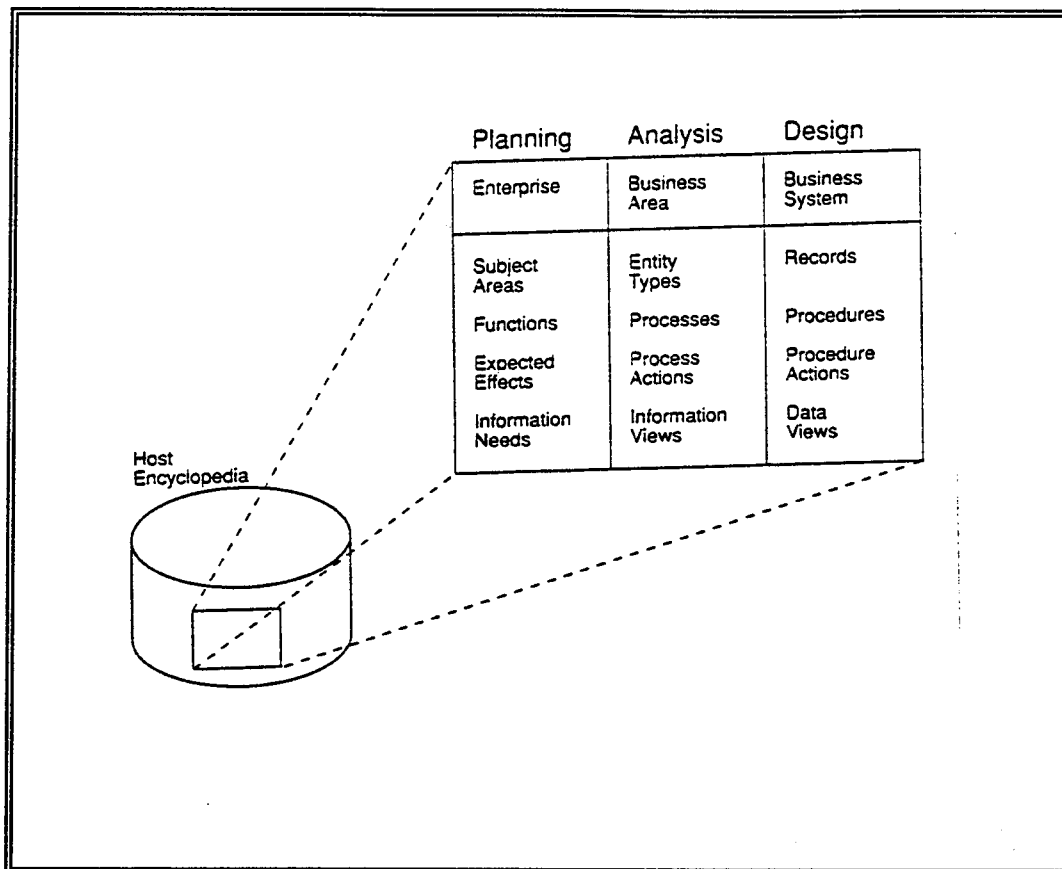 Planning Analysis Design
Enterprise Business Business
Area System
Subject Entity Records
Areas Types
Functions Processes Procedures
Expected Process Procedure
Effects Actions Actions
Information Information Data
Needs Views Views
Host
Encyclopedia